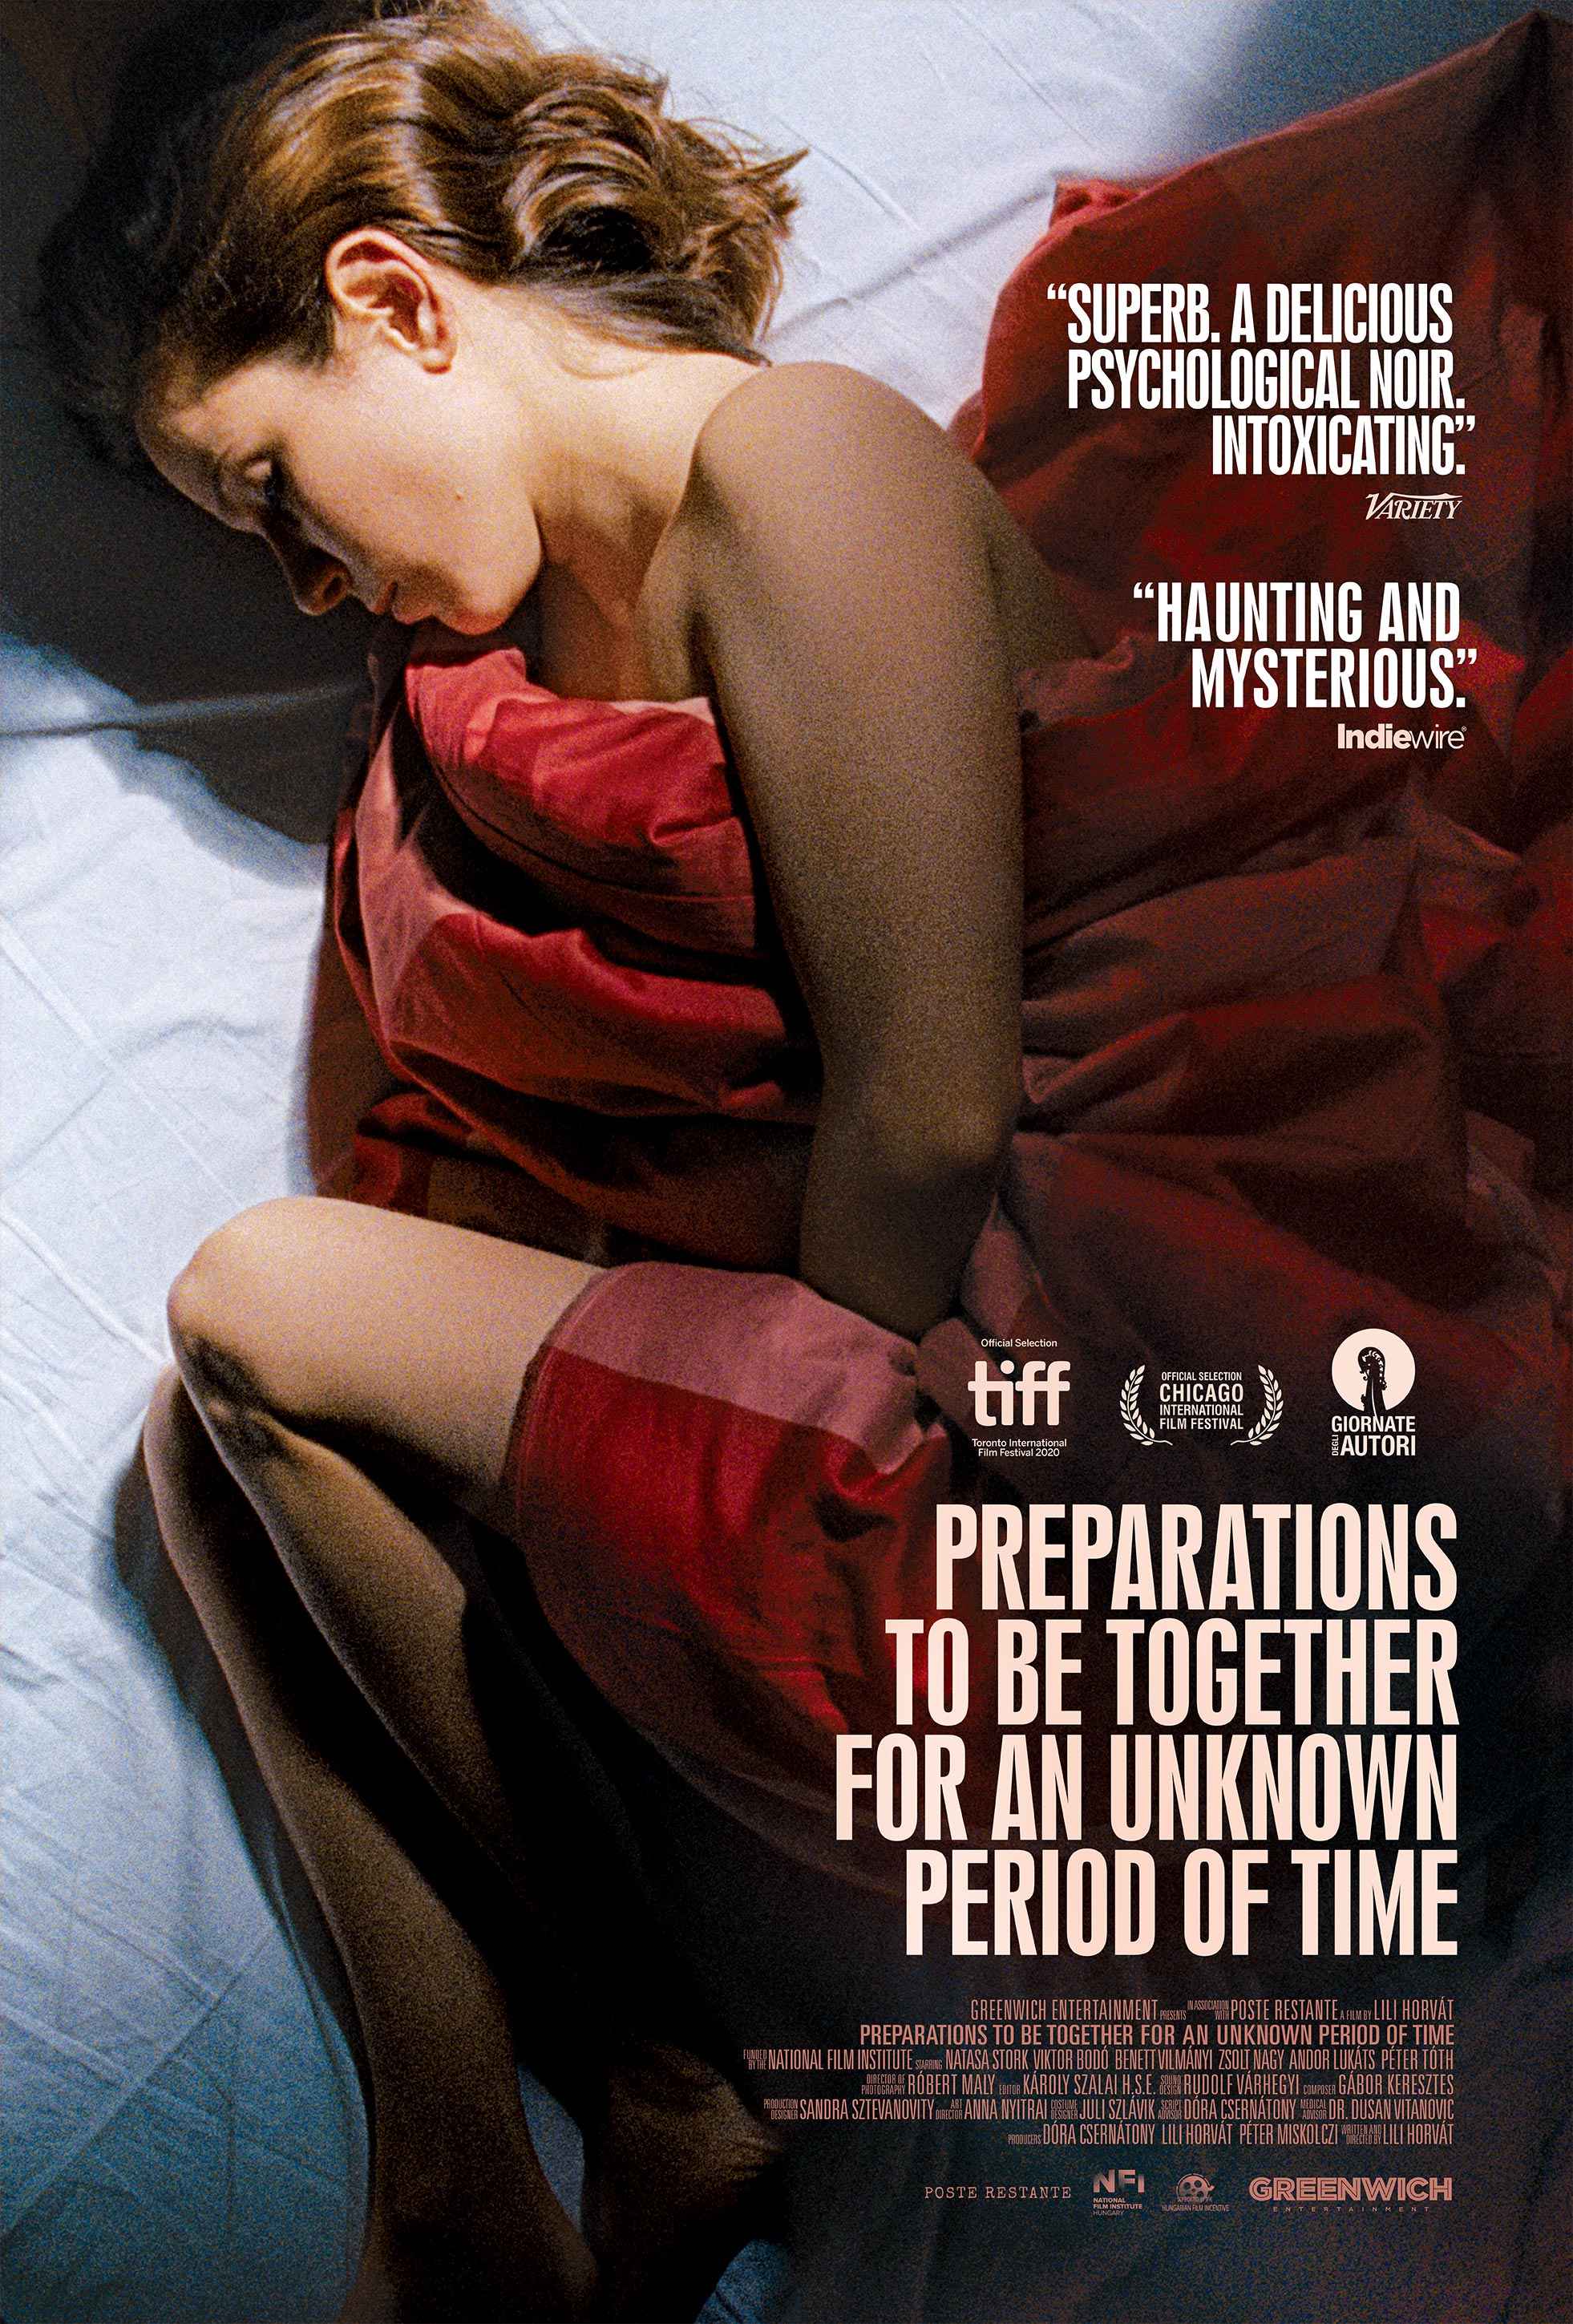 “SUPERB. A DELICIOUS
PSYCHOLOGICAL NOIR.
INTOXICATING.”
VARIETY
“HAUNTING AND
MYSTERIOUS.”
Indiewire®
Official Selection
tiff
Toronto International
Film Festival 2020
OFFICIAL SELECTION
CHICAGO
INTERNATIONAL
FILM FESTIVAL
GIORNATE
DEGLI AUTORI
PREPARATIONS
TO BE TOGETHER
FOR AN UNKNOWN
PERIOD OF TIME
GREENWICH ENTERTAINMENT PRESENTS IN ASSOCIATION WITH POSTE RESTANTE A FILM BY LILI HORVÁT
PREPARATIONS TO BE TOGETHER FOR AN UNKNOWN PERIOD OF TIME
FUNDED BY THE NATIONAL FILM INSTITUTE STARRING NATASA STORK VIKTOR BODÓ BENETT VILMÁNYI ZSOLT NAGY ANDOR LUKÁTS PÉTER TÓTH
DIRECTOR OF PHOTOGRAPHY RÓBERT MALY EDITOR KÁROLY SZALAI H.S.E. SOUND DESIGN RUDOLF VÁRHEGYI COMPOSER GÁBOR KERESZTES
PRODUCTION DESIGNER SANDRA SZTEVANOVITY ART DIRECTOR ANNA NYITRAI COSTUME DESIGNER JULI SZLÁVIK SCRIPT ADVISOR DÓRA CSERNÁTONY MEDICAL ADVISOR DR. DUSAN VITANOVIC
PRODUCERS DÓRA CSERNÁTONY LILI HORVÁT PÉTER MISKOLCZI WRITTEN AND DIRECTED BY LILI HORVÁT
POSTE RESTANTE
NFI
NATIONAL
FILM INSTITUTE
HUNGARY
HUNGARIAN FILM INCENTIVE
GREENWICH
ENTERTAINMENT